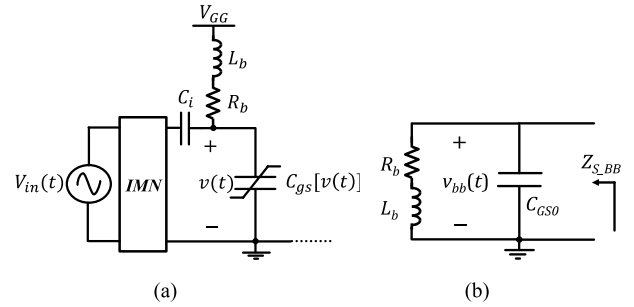 V_GG
L_b
R_b
C_i
+
V_in(t)
IMN
v(t)
C_gs[v(t)]
−
(a)
+
R_b
v_bb(t)
L_b
C_GS0
−
Z_S_BB
(b)